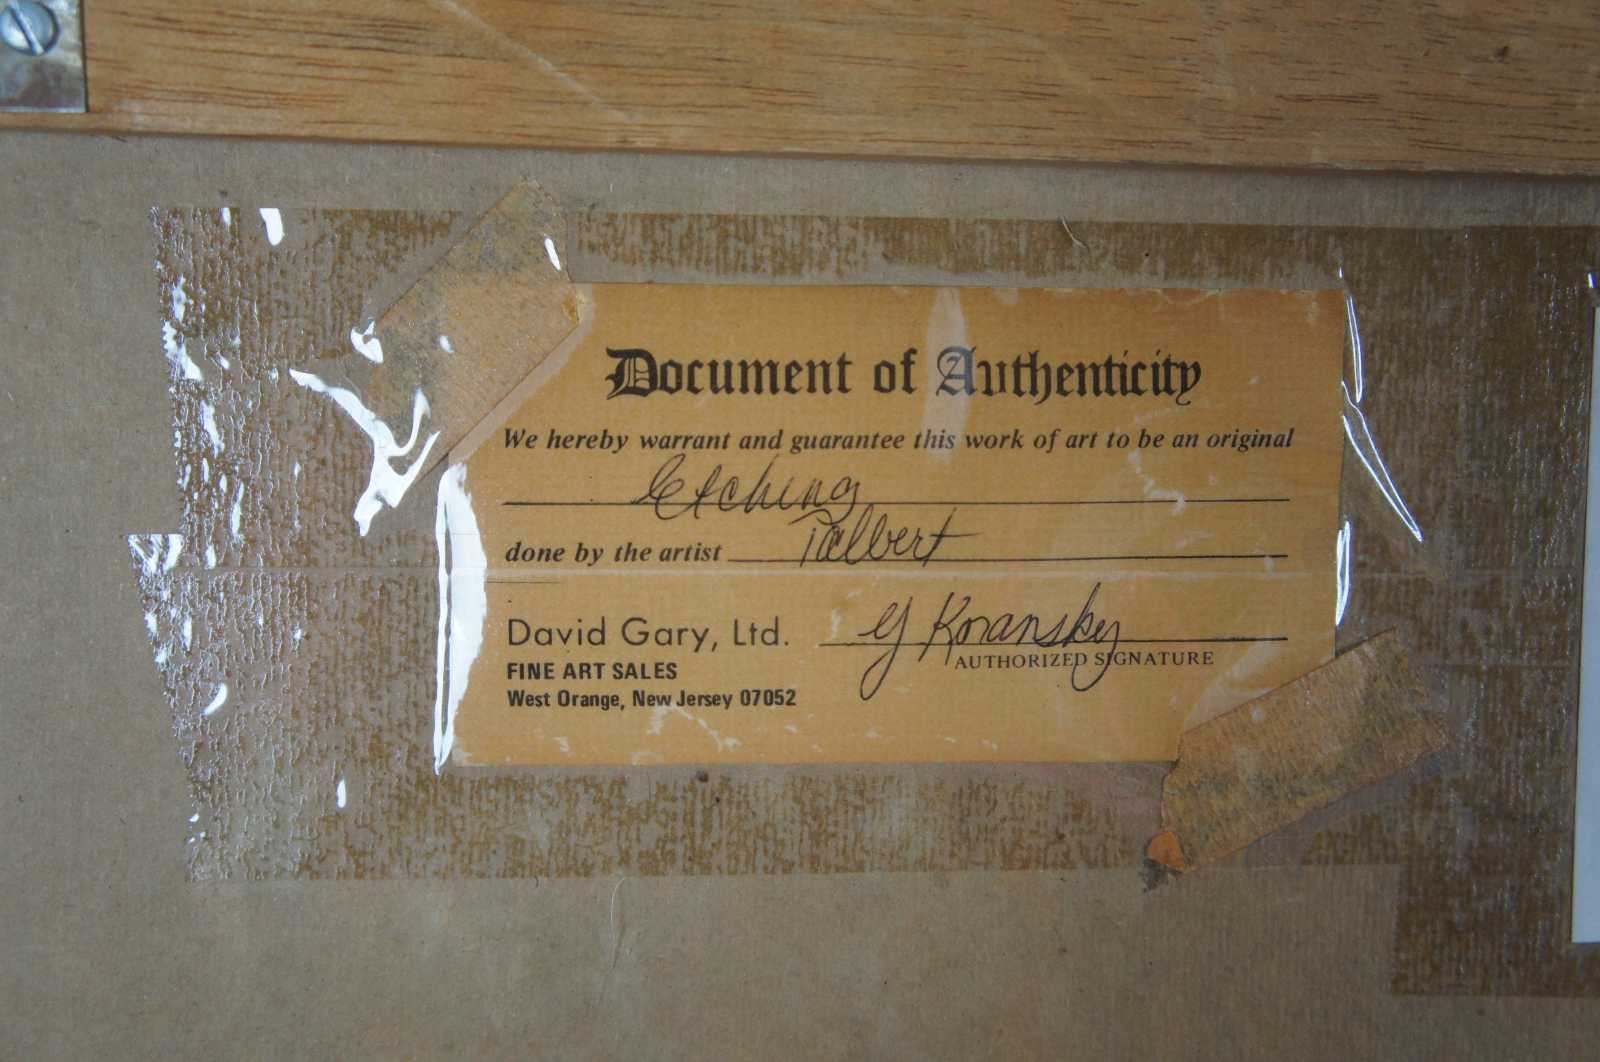 Document of Authenticity
We hereby warrant and guarantee this work of art to be an original
Etching
done by the artist Talbert
David Gary, Ltd. G Koransky
AUTHORIZED SIGNATURE
FINE ART SALES
West Orange, New Jersey 07052